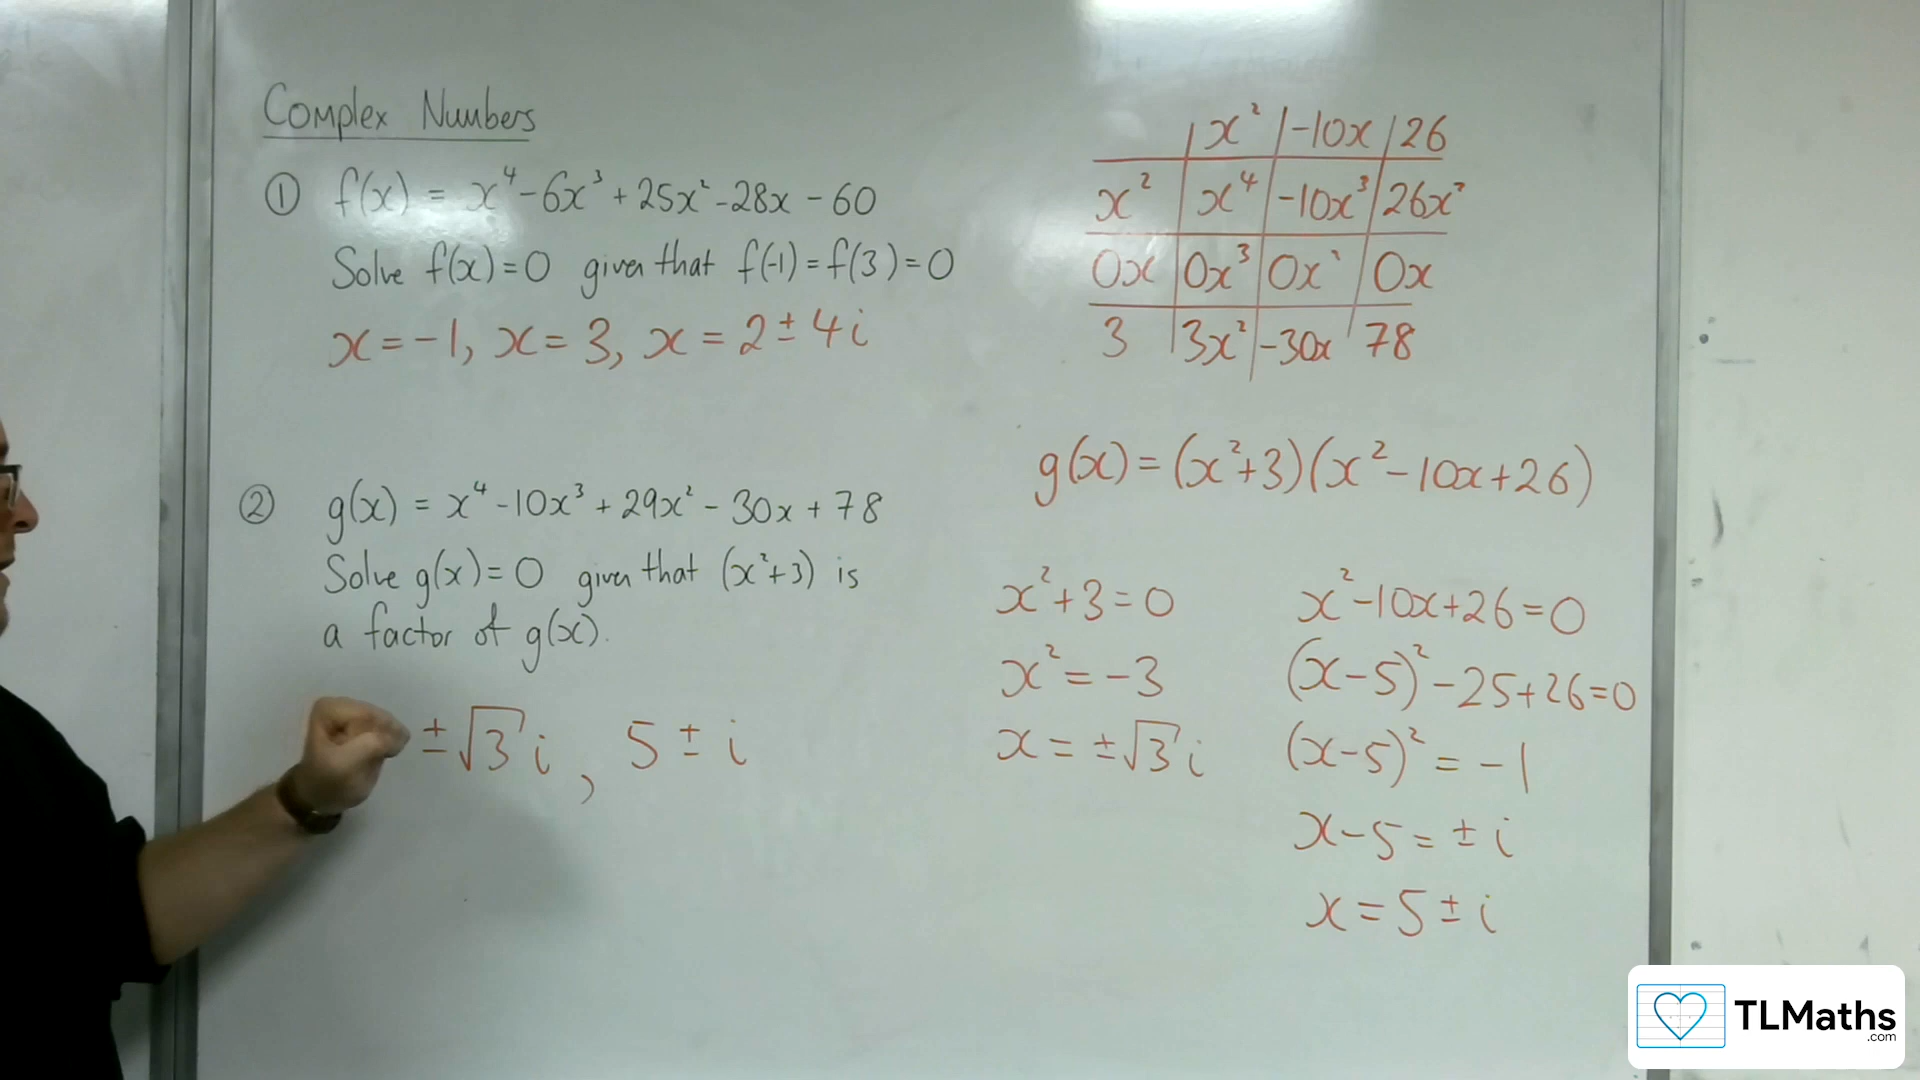 Complex Numbers
① f(x) = x⁴ - 6x³ + 25x² - 28x - 60
Solve f(x) = 0 given that f(-1) = f(3) = 0
x = -1, x = 3, x = 2 ± 4i
② g(x) = x⁴ - 10x³ + 29x² - 30x + 78
Solve g(x) = 0 given that (x²+3) is
a factor of g(x).
±√3 i, 5 ± i
x² -10x 26
x² x⁴ -10x³ 26x²
0x 0x³ 0x² 0x
3 3x² -30x 78
g(x) = (x²+3)(x² - 10x + 26)
x² + 3 = 0
x² = -3
x = ±√3 i
x² - 10x + 26 = 0
(x-5)² - 25 + 26 = 0
(x-5)² = -1
x - 5 = ± i
x = 5 ± i
TLMaths
.com